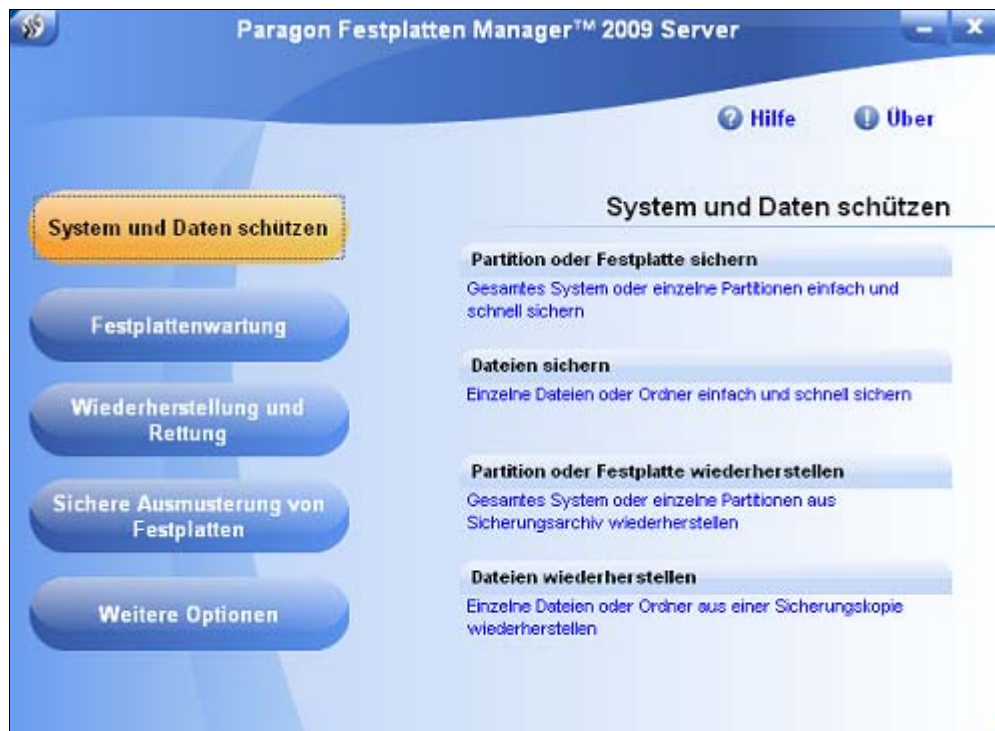 Paragon Festplatten Manager™ 2009 Server
Hilfe
Über
System und Daten schützen
Festplattenwartung
Wiederherstellung und
Rettung
Sichere Ausmusterung von
Festplatten
Weitere Optionen
System und Daten schützen
Partition oder Festplatte sichern
Gesamtes System oder einzelne Partitionen einfach und
schnell sichern
Dateien sichern
Einzelne Dateien oder Ordner einfach und schnell sichern
Partition oder Festplatte wiederherstellen
Gesamtes System oder einzelne Partitionen aus
Sicherungsarchiv wiederherstellen
Dateien wiederherstellen
Einzelne Dateien oder Ordner aus einer Sicherungskopie
wiederherstellen